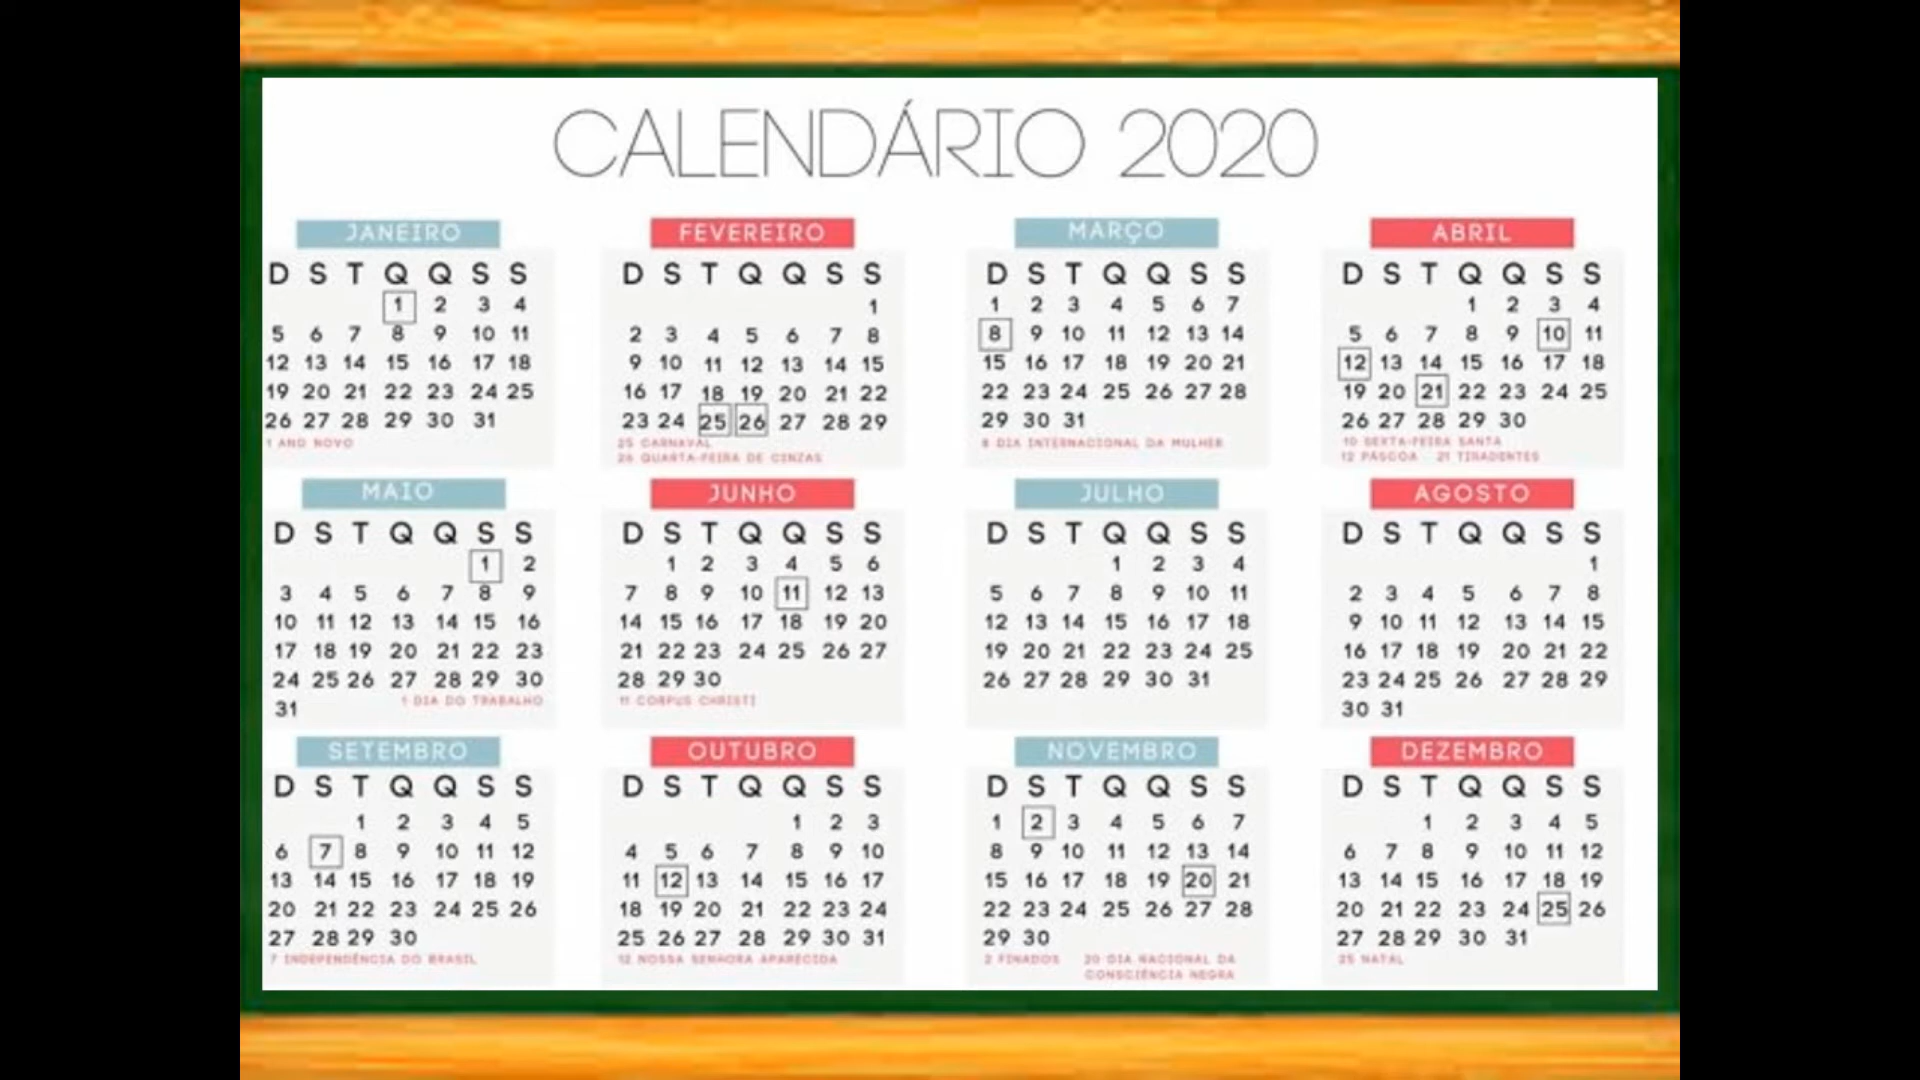 CALENDÁRIO 2020
JANEIRO
D S T Q Q S S
1 2 3 4
5 6 7 8 9 10 11
12 13 14 15 16 17 18
19 20 21 22 23 24 25
26 27 28 29 30 31
1 ANO NOVO
FEVEREIRO
D S T Q Q S S
1
2 3 4 5 6 7 8
9 10 11 12 13 14 15
16 17 18 19 20 21 22
23 24 25 26 27 28 29
25 CARNAVAL
26 QUARTA-FEIRA DE CINZAS
MARÇO
D S T Q Q S S
1 2 3 4 5 6 7
8 9 10 11 12 13 14
15 16 17 18 19 20 21
22 23 24 25 26 27 28
29 30 31
8 DIA INTERNACIONAL DA MULHER
ABRIL
D S T Q Q S S
1 2 3 4
5 6 7 8 9 10 11
12 13 14 15 16 17 18
19 20 21 22 23 24 25
26 27 28 29 30
10 SEXTA-FEIRA SANTA
12 PÁSCOA 21 TIRADENTES
MAIO
D S T Q Q S S
1 2
3 4 5 6 7 8 9
10 11 12 13 14 15 16
17 18 19 20 21 22 23
24 25 26 27 28 29 30
1 DIA DO TRABALHO
31
JUNHO
D S T Q Q S S
1 2 3 4 5 6
7 8 9 10 11 12 13
14 15 16 17 18 19 20
21 22 23 24 25 26 27
28 29 30
11 CORPUS CHRISTI
JULHO
D S T Q Q S S
1 2 3 4
5 6 7 8 9 10 11
12 13 14 15 16 17 18
19 20 21 22 23 24 25
26 27 28 29 30 31
AGOSTO
D S T Q Q S S
1
2 3 4 5 6 7 8
9 10 11 12 13 14 15
16 17 18 19 20 21 22
23 24 25 26 27 28 29
30 31
SETEMBRO
D S T Q Q S S
1 2 3 4 5
6 7 8 9 10 11 12
13 14 15 16 17 18 19
20 21 22 23 24 25 26
27 28 29 30
7 INDEPENDÊNCIA DO BRASIL
OUTUBRO
D S T Q Q S S
1 2 3
4 5 6 7 8 9 10
11 12 13 14 15 16 17
18 19 20 21 22 23 24
25 26 27 28 29 30 31
12 NOSSA SENHORA APARECIDA
NOVEMBRO
D S T Q Q S S
1 2 3 4 5 6 7
8 9 10 11 12 13 14
15 16 17 18 19 20 21
22 23 24 25 26 27 28
29 30
2 FINADOS 20 DIA NACIONAL DA
CONSCIÊNCIA NEGRA
DEZEMBRO
D S T Q Q S S
1 2 3 4 5
6 7 8 9 10 11 12
13 14 15 16 17 18 19
20 21 22 23 24 25 26
27 28 29 30 31
25 NATAL